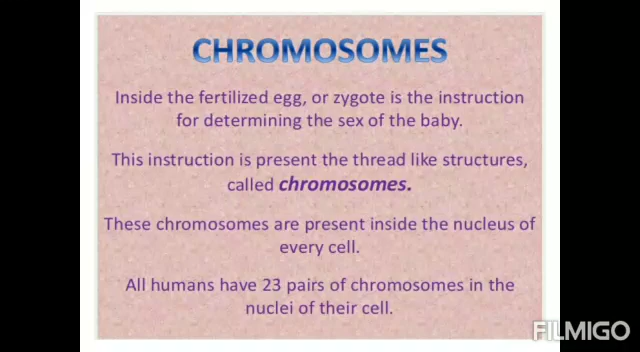 CHROMOSOMES
Inside the fertilized egg, or zygote is the instruction
for determining the sex of the baby.
This instruction is present the thread like structures,
called chromosomes.
These chromosomes are present inside the nucleus of
every cell.
All humans have 23 pairs of chromosomes in the
nuclei of their cell.
FILMIGO